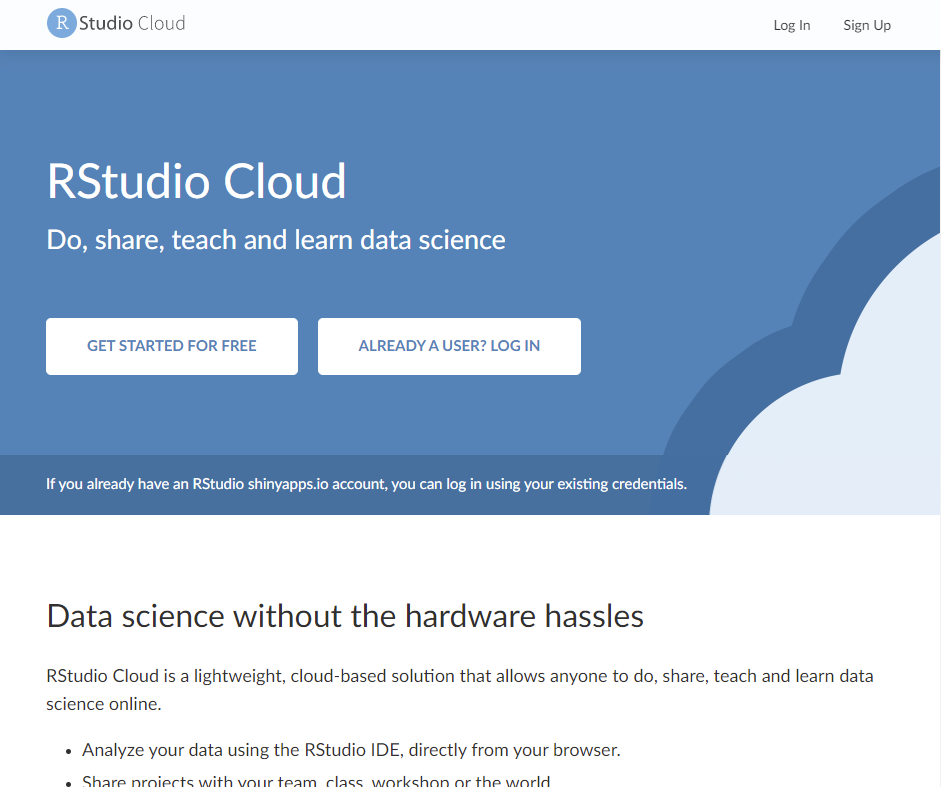 R Studio Cloud
Log In
Sign Up
RStudio Cloud
Do, share, teach and learn data science
GET STARTED FOR FREE
ALREADY A USER? LOG IN
If you already have an RStudio shinyapps.io account, you can log in using your existing credentials.
Data science without the hardware hassles
RStudio Cloud is a lightweight, cloud-based solution that allows anyone to do, share, teach and learn data
science online.
• Analyze your data using the RStudio IDE, directly from your browser.
• Share projects with your team, class, workshop or the world.